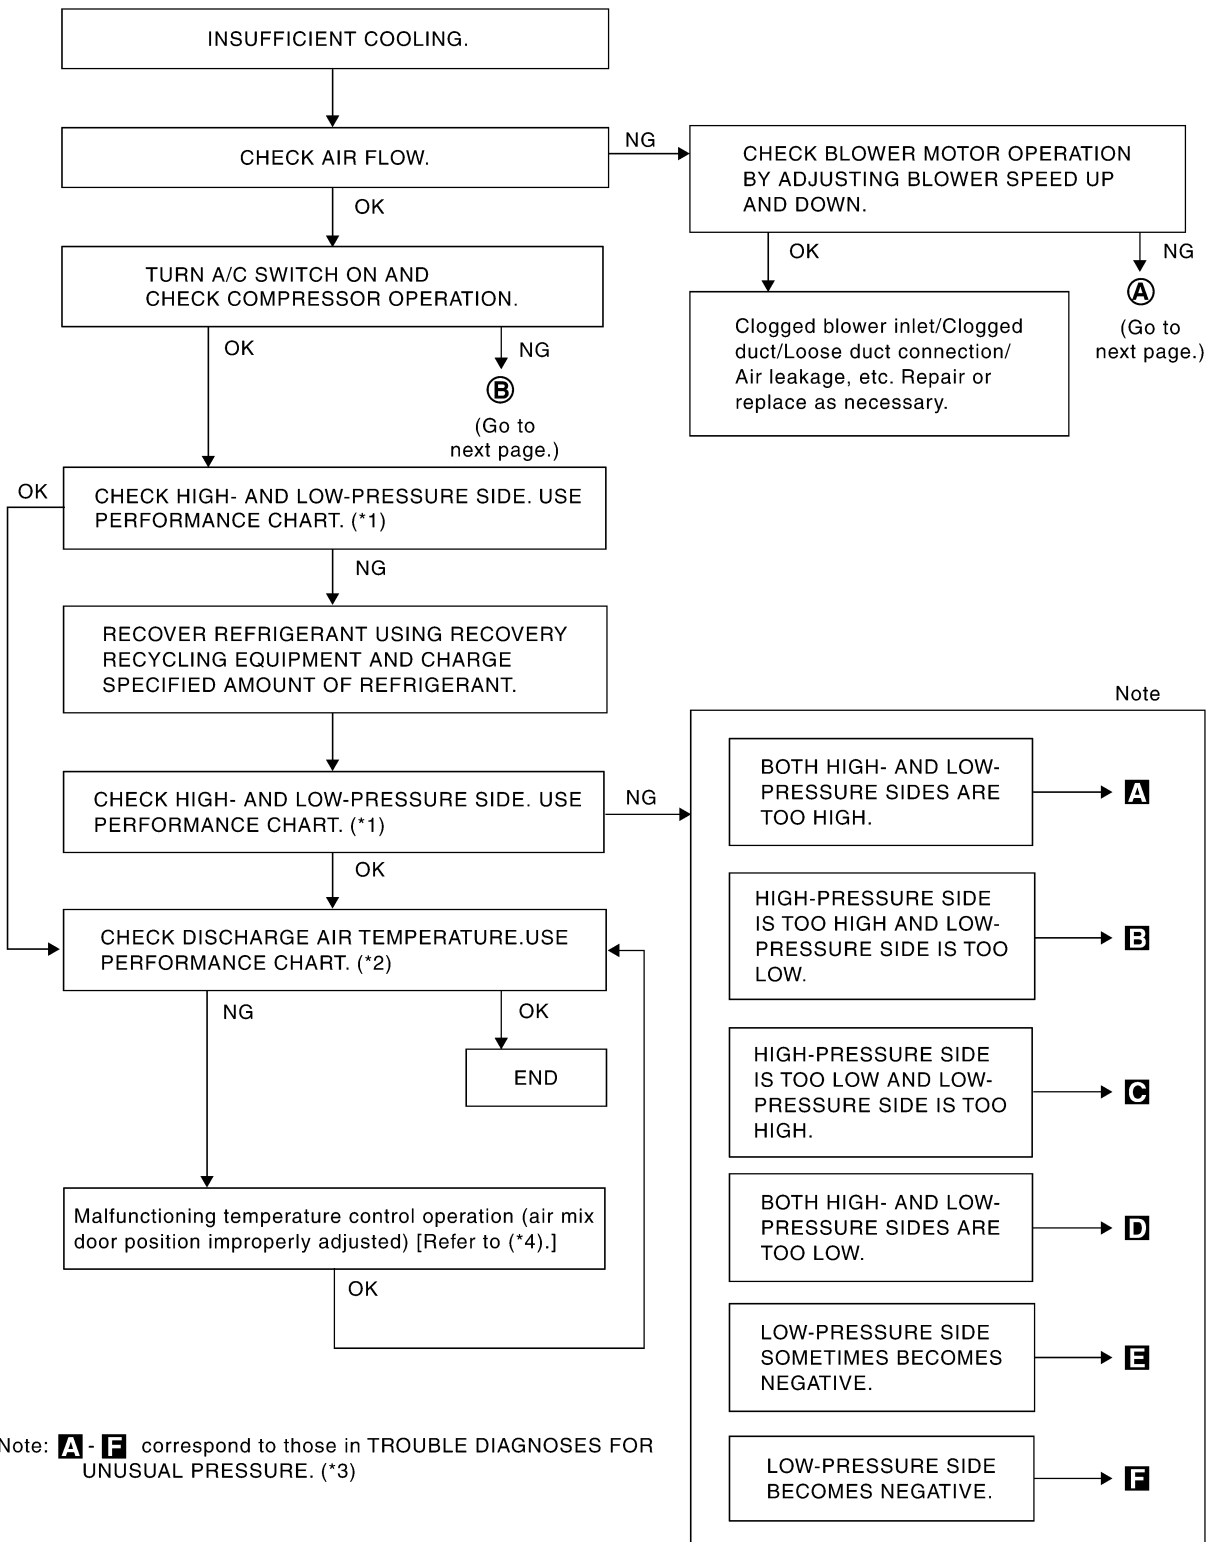 INSUFFICIENT COOLING.
CHECK AIR FLOW.
NG
CHECK BLOWER MOTOR OPERATION
BY ADJUSTING BLOWER SPEED UP
AND DOWN.
OK
OK
NG
TURN A/C SWITCH ON AND
CHECK COMPRESSOR OPERATION.
A
(Go to
next page.)
Clogged blower inlet/Clogged
duct/Loose duct connection/
Air leakage, etc. Repair or
replace as necessary.
OK
NG
B
(Go to
next page.)
OK
CHECK HIGH- AND LOW-PRESSURE SIDE. USE
PERFORMANCE CHART. (*1)
NG
RECOVER REFRIGERANT USING RECOVERY
RECYCLING EQUIPMENT AND CHARGE
SPECIFIED AMOUNT OF REFRIGERANT.
CHECK HIGH- AND LOW-PRESSURE SIDE. USE
PERFORMANCE CHART. (*1)
NG
OK
CHECK DISCHARGE AIR TEMPERATURE.USE
PERFORMANCE CHART. (*2)
NG
OK
END
Malfunctioning temperature control operation (air mix
door position improperly adjusted) [Refer to (*4).]
OK
Note
BOTH HIGH- AND LOW-
PRESSURE SIDES ARE
TOO HIGH.
A
HIGH-PRESSURE SIDE
IS TOO HIGH AND LOW-
PRESSURE SIDE IS TOO
LOW.
B
HIGH-PRESSURE SIDE
IS TOO LOW AND LOW-
PRESSURE SIDE IS TOO
HIGH.
C
BOTH HIGH- AND LOW-
PRESSURE SIDES ARE
TOO LOW.
D
LOW-PRESSURE SIDE
SOMETIMES BECOMES
NEGATIVE.
E
LOW-PRESSURE SIDE
BECOMES NEGATIVE.
F
Note: A - F correspond to those in TROUBLE DIAGNOSES FOR
UNUSUAL PRESSURE. (*3)